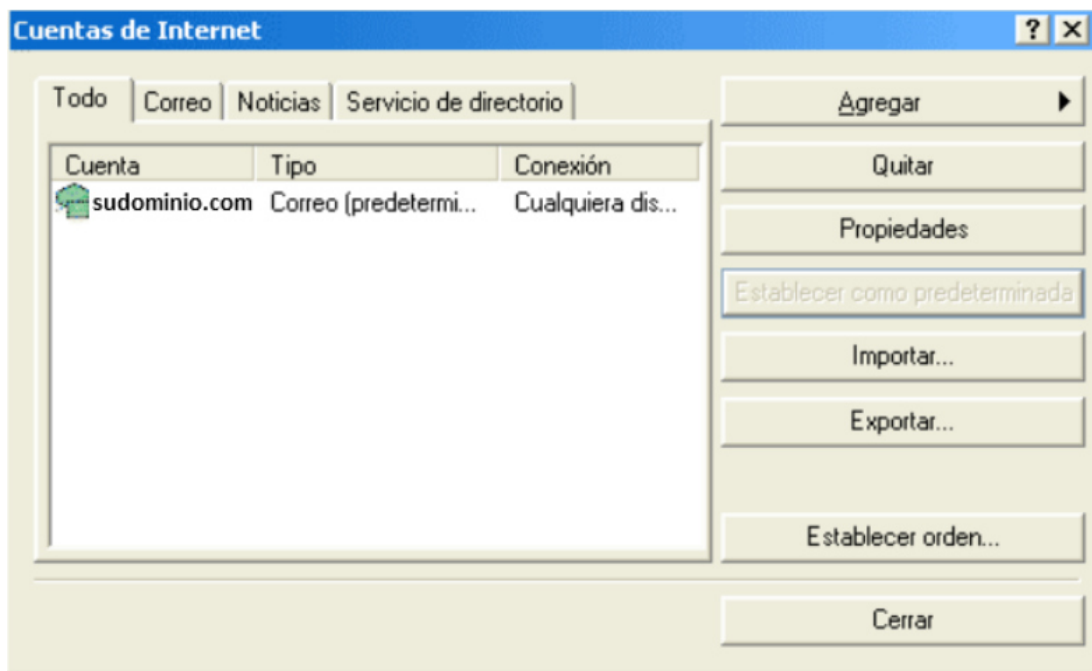 Cuentas de Internet
Todo Correo Noticias Servicio de directorio
Cuenta Tipo Conexión
sudominio.com Correo (predetermi... Cualquiera dis...
Agregar
Quitar
Propiedades
Establecer como predeterminada
Importar...
Exportar...
Establecer orden...
Cerrar